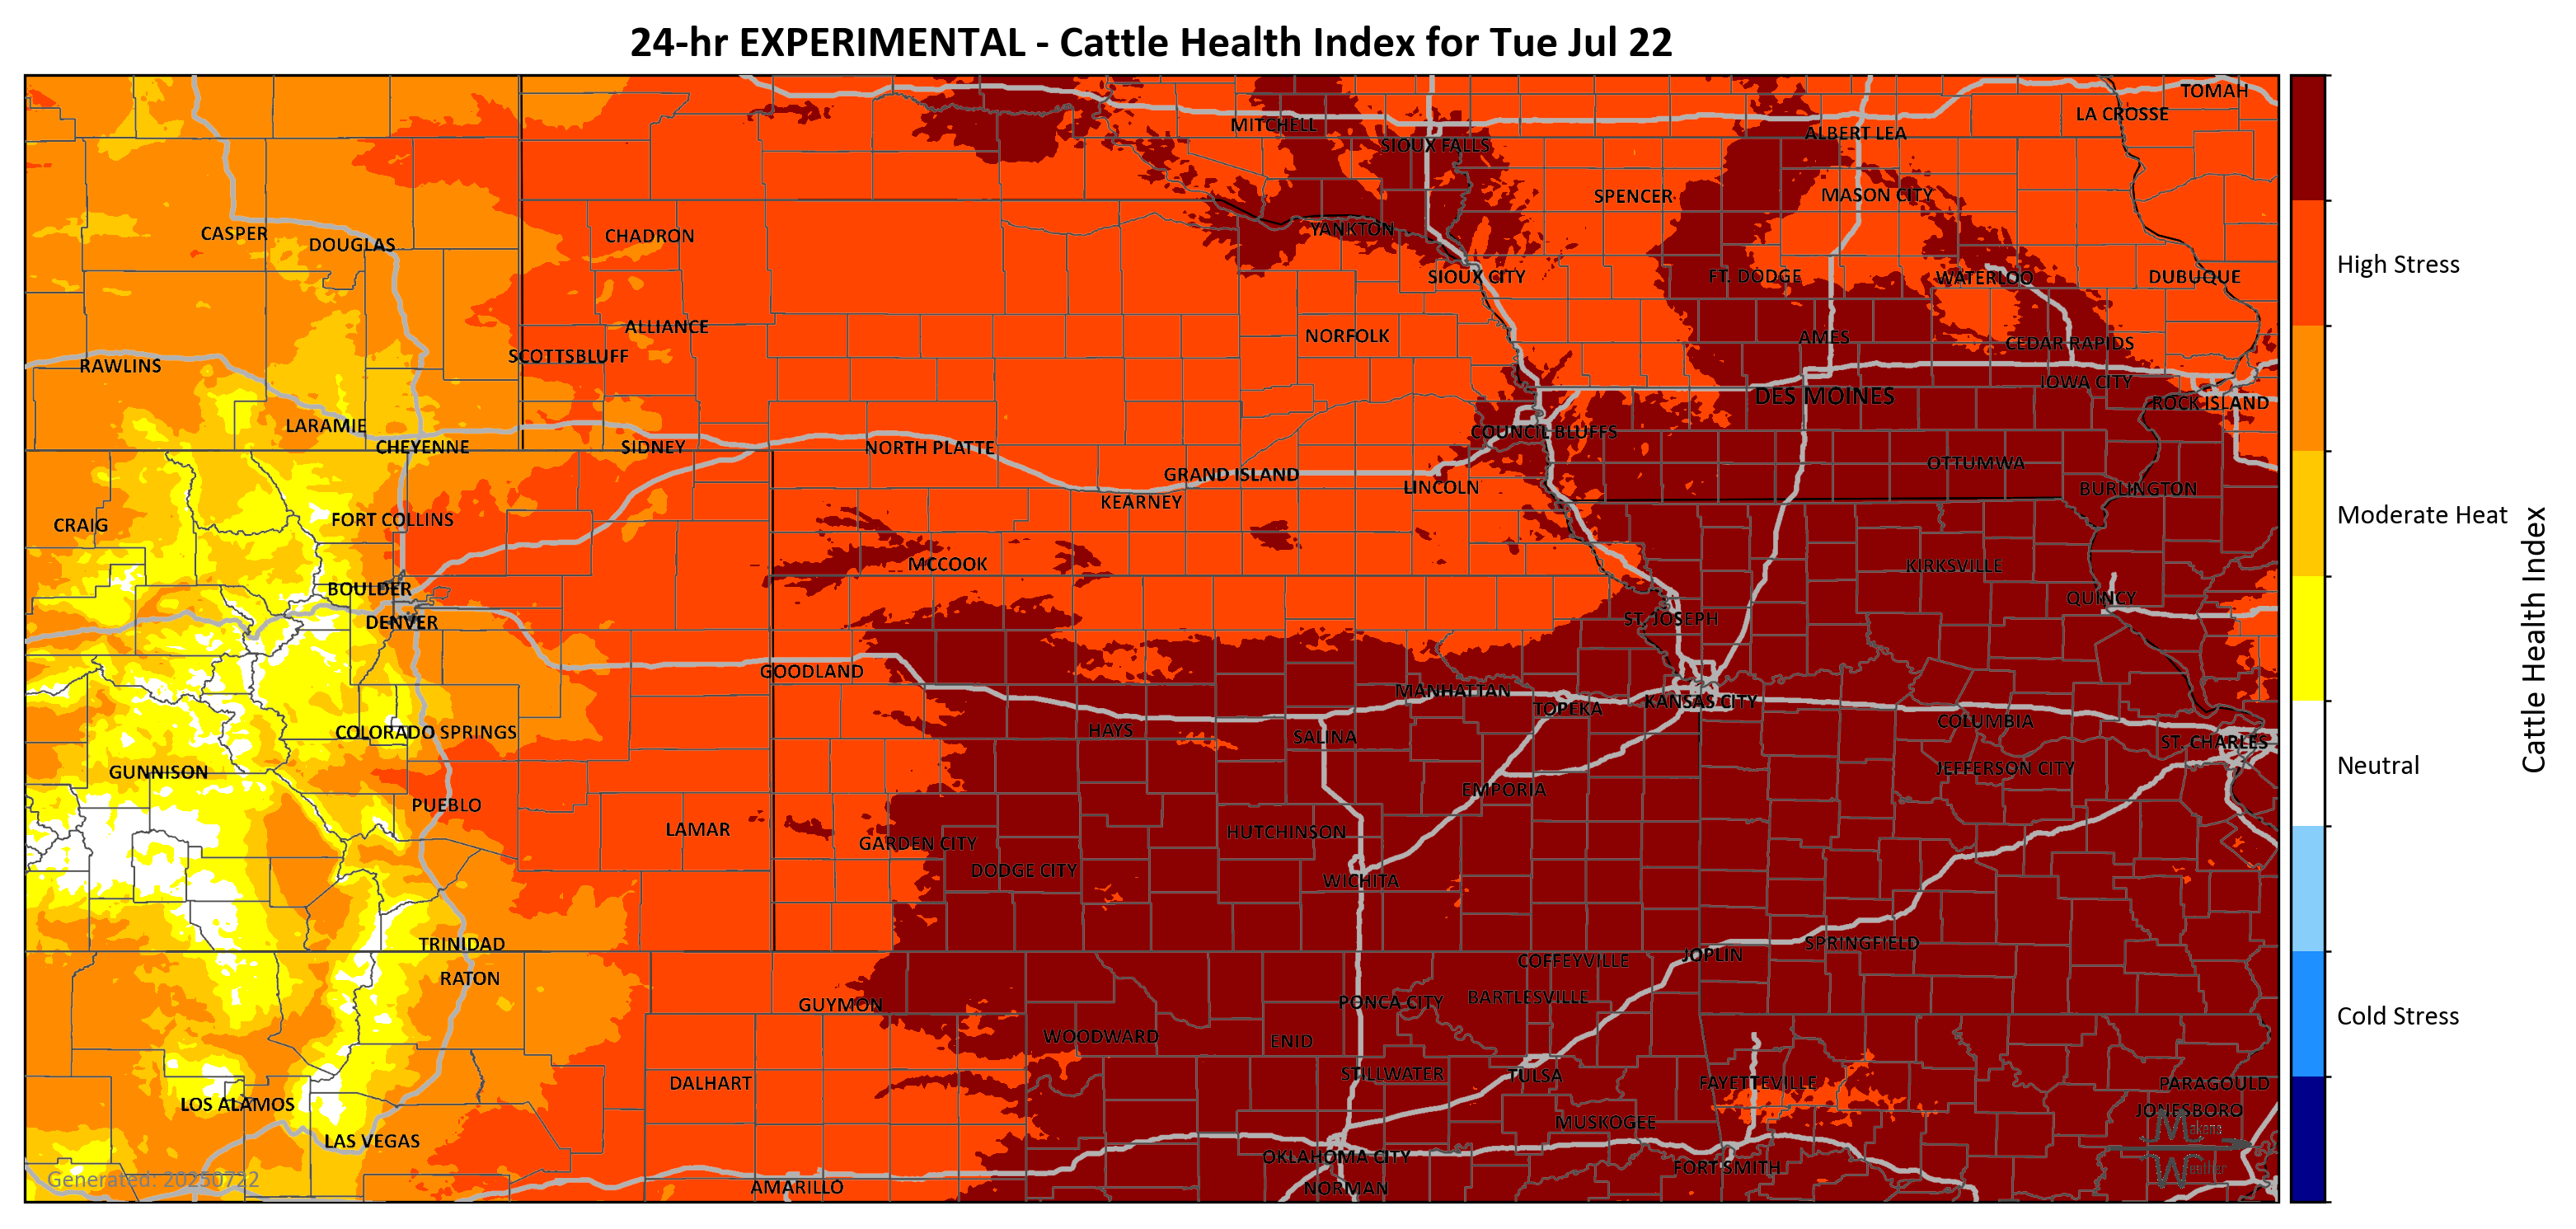 24-hr EXPERIMENTAL - Cattle Health Index for Tue Jul 22
TOMAH
LA CROSSE
MITCHELL
ALBERT LEA
SIOUX FALLS
SPENCER
MASON CITY
CASPER
DOUGLAS
CHADRON
YANKTON
SIOUX CITY
FT. DODGE
WATERLOO
DUBUQUE
ALLIANCE
NORFOLK
AMES
CEDAR RAPIDS
SCOTTSBLUFF
RAWLINS
IOWA CITY
DES MOINES
ROCK ISLAND
LARAMIE
COUNCIL BLUFFS
CHEYENNE
SIDNEY
NORTH PLATTE
OTTUMWA
GRAND ISLAND
LINCOLN
BURLINGTON
KEARNEY
CRAIG
FORT COLLINS
MCCOOK
KIRKSVILLE
BOULDER
QUINCY
DENVER
ST. JOSEPH
GOODLAND
MANHATTAN
KANSAS CITY
TOPEKA
COLUMBIA
HAYS
COLORADO SPRINGS
SALINA
ST. CHARLES
GUNNISON
JEFFERSON CITY
EMPORIA
PUEBLO
LAMAR
HUTCHINSON
GARDEN CITY
DODGE CITY
WICHITA
TRINIDAD
SPRINGFIELD
JOPLIN
COFFEYVILLE
RATON
BARTLESVILLE
PONCA CITY
GUYMON
WOODWARD
ENID
STILLWATER
TULSA
DALHART
FAYETTEVILLE
PARAGOULD
LOS ALAMOS
JONESBORO
MUSKOGEE
LAS VEGAS
OKLAHOMA CITY
FORT SMITH
AMARILLO
NORMAN
Generated: 20250722
Weather
High Stress
Moderate Heat
Neutral
Cold Stress
Cattle Health Index